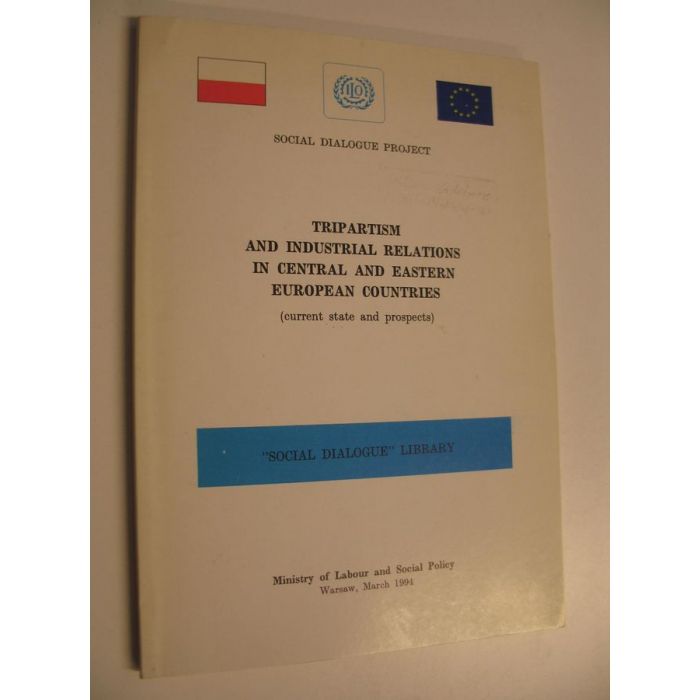 ILO
SOCIAL DIALOGUE PROJECT
TRIPARTISM
AND INDUSTRIAL RELATIONS
IN CENTRAL AND EASTERN
EUROPEAN COUNTRIES
(current state and prospects)
"SOCIAL DIALOGUE" LIBRARY
Ministry of Labour and Social Policy
Warsaw, March 1994